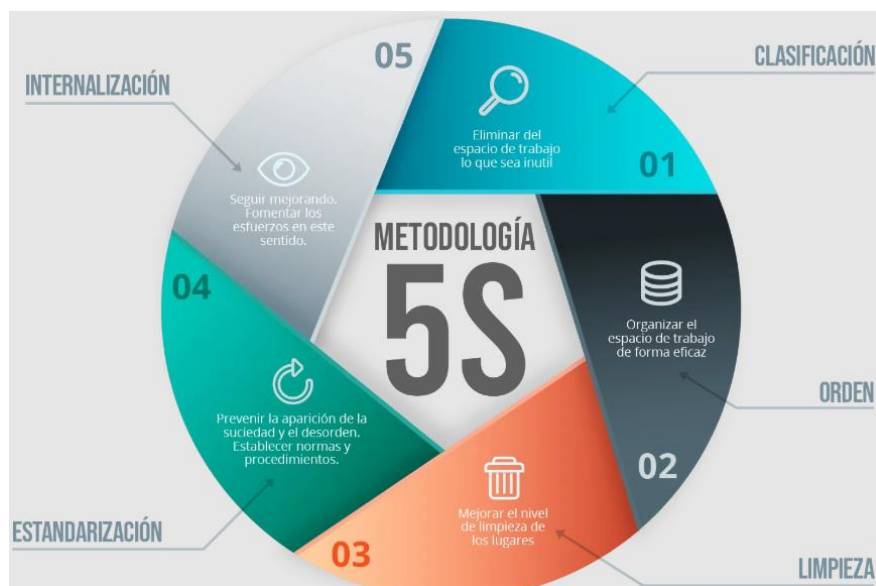 METODOLOGÍA
5S
CLASIFICACIÓN
01
Eliminar del
espacio de trabajo
lo que sea inutil
ORDEN
02
Organizar el
espacio de trabajo
de forma eficaz
LIMPIEZA
03
Mejorar el nivel
de limpieza de
los lugares
ESTANDARIZACIÓN
04
Prevenir la aparición de la
suciedad y el desorden.
Establecer normas y
procedimientos.
INTERNALIZACIÓN
05
Seguir mejorando.
Fomentar los
esfuerzos en este
sentido.